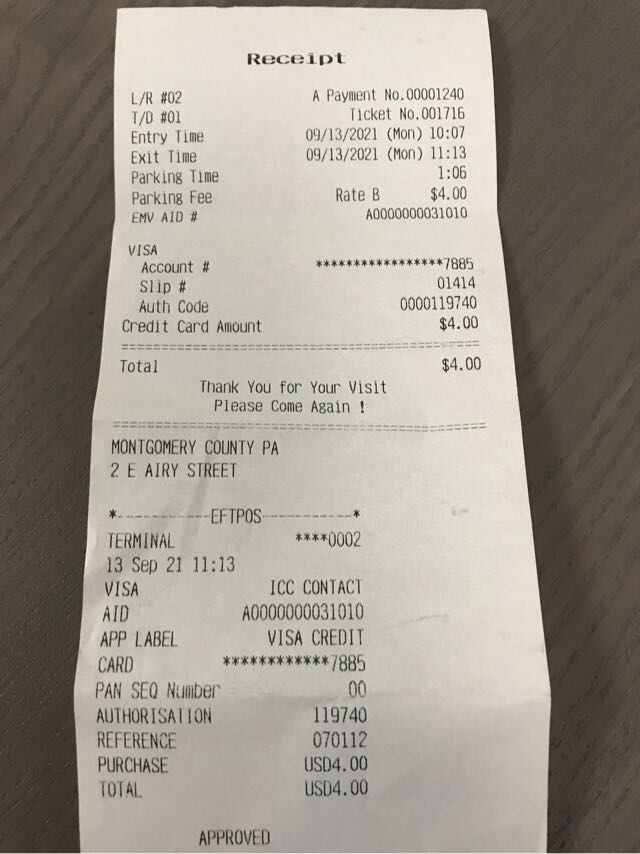 Receipt
L/R #02 A Payment No.00001240
T/D #01 Ticket No.001716
Entry Time 09/13/2021 (Mon) 10:07
Exit Time 09/13/2021 (Mon) 11:13
Parking Time 1:06
Parking Fee Rate B $4.00
EMV AID # A0000000031010
VISA
Account # *****************7885
Slip # 01414
Auth Code 0000119740
Credit Card Amount $4.00
Total $4.00
Thank You for Your Visit
Please Come Again !
MONTGOMERY COUNTY PA
2 E AIRY STREET
*-----------EFTPOS-----------*
TERMINAL ****0002
13 Sep 21 11:13
VISA ICC CONTACT
AID A0000000031010
APP LABEL VISA CREDIT
CARD ************7885
PAN SEQ Number 00
AUTHORISATION 119740
REFERENCE 070112
PURCHASE USD4.00
TOTAL USD4.00
APPROVED